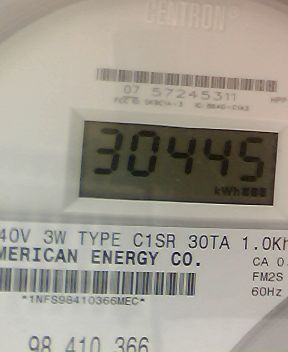 CENTRON®
07 57245311
30445
kWh
40V 3W TYPE C1SR 30TA 1.0Kh
MERICAN ENERGY CO.
CA 0.
FM2S
60Hz
*1NFS98410366MEC*
98 410 366